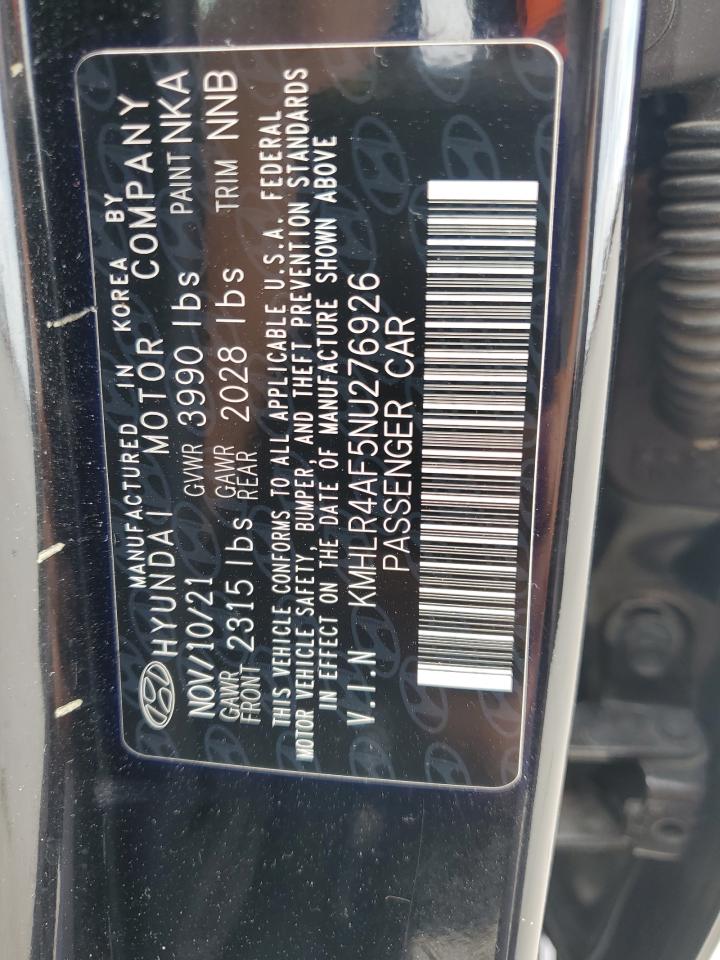 MANUFACTURED IN KOREA BY
HYUNDAI MOTOR COMPANY
NOV/10/21 GVWR 3990 lbs PAINT NKA
GAWR FRONT 2315 lbs GAWR REAR 2028 lbs TRIM NNB
THIS VEHICLE CONFORMS TO ALL APPLICABLE U.S.A. FEDERAL
MOTOR VEHICLE SAFETY, BUMPER, AND THEFT PREVENTION STANDARDS
IN EFFECT ON THE DATE OF MANUFACTURE SHOWN ABOVE
V.I.N KMHLR4AF5NU276926
PASSENGER CAR